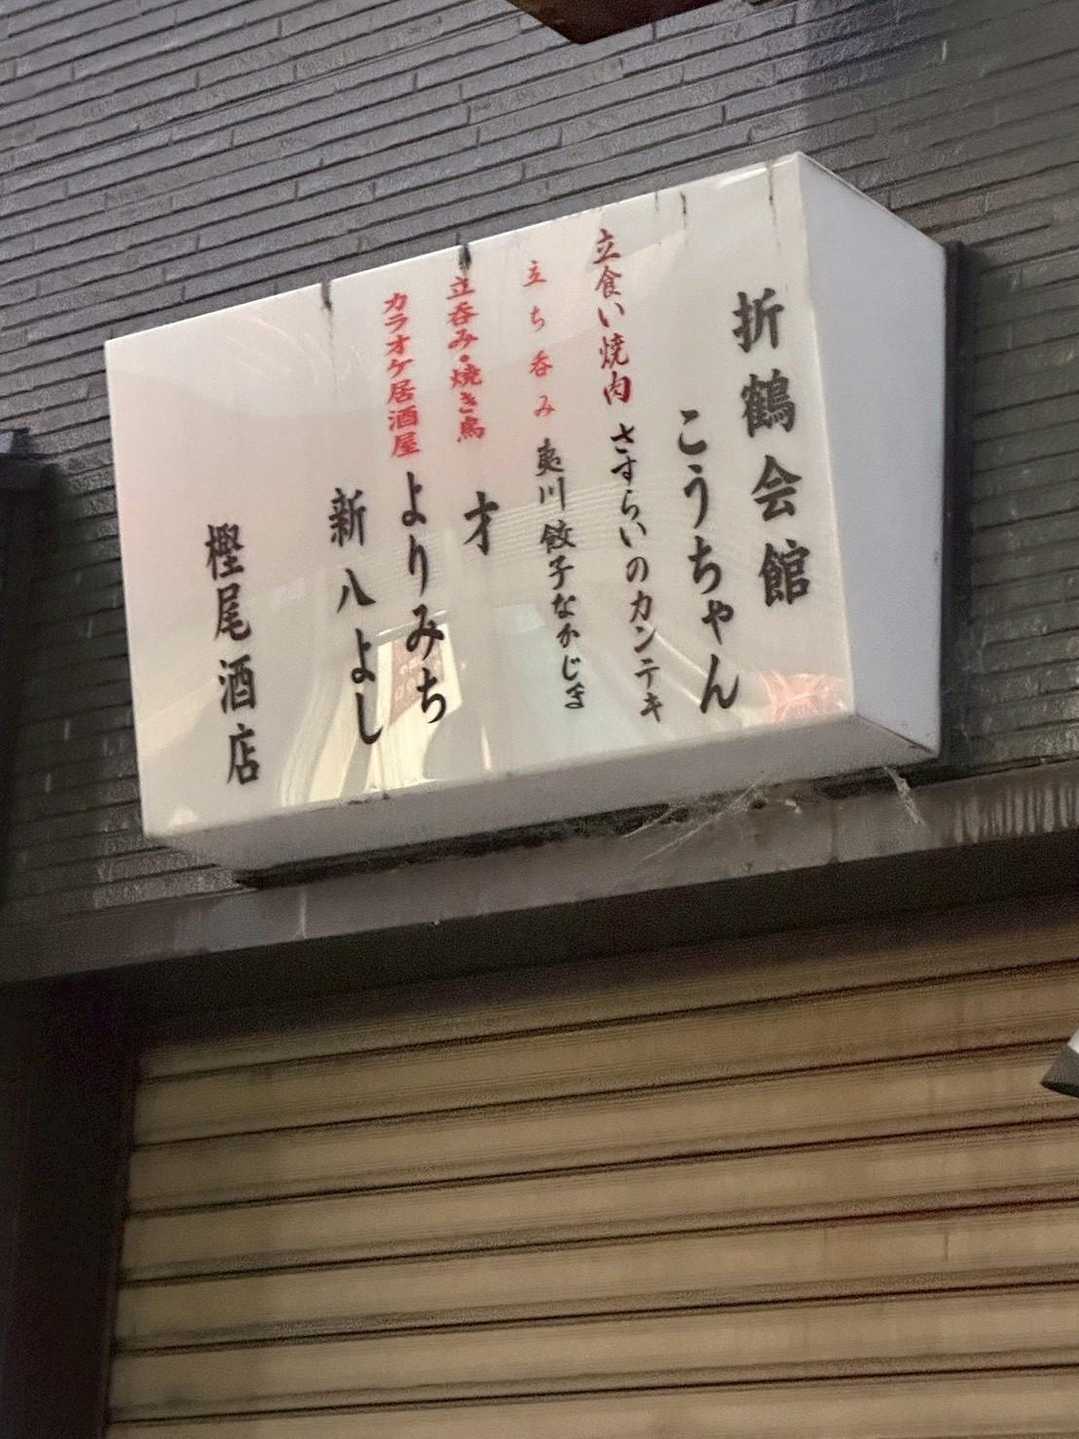 折鶴会館
こうちゃん
立食い焼肉 さすらいのカンテキ
立ち呑み 夷川餃子なかじま
立呑み・焼き鳥 才
カラオケ居酒屋 よりみち
新八よし
樫尾酒店